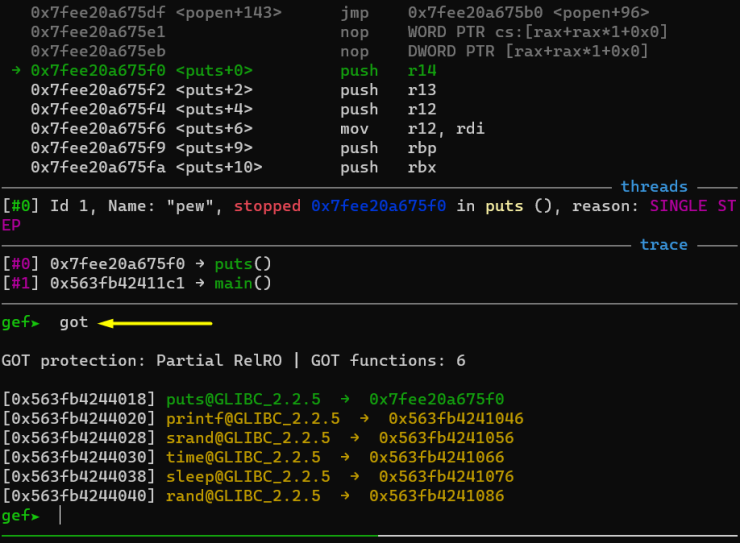 0x7fee20a675df <popen+143> jmp 0x7fee20a675b0 <popen+96>
0x7fee20a675e1 nop WORD PTR cs:[rax+rax*1+0x0]
0x7fee20a675eb nop DWORD PTR [rax+rax*1+0x0]
→ 0x7fee20a675f0 <puts+0> push r14
0x7fee20a675f2 <puts+2> push r13
0x7fee20a675f4 <puts+4> push r12
0x7fee20a675f6 <puts+6> mov r12, rdi
0x7fee20a675f9 <puts+9> push rbp
0x7fee20a675fa <puts+10> push rbx
threads
[#0] Id 1, Name: "pew", stopped 0x7fee20a675f0 in puts (), reason: SINGLE ST
EP
trace
[#0] 0x7fee20a675f0 → puts()
[#1] 0x563fb42411c1 → main()
gef➤ got
GOT protection: Partial RelRO | GOT functions: 6
[0x563fb4244018] puts@GLIBC_2.2.5 → 0x7fee20a675f0
[0x563fb4244020] printf@GLIBC_2.2.5 → 0x563fb4241046
[0x563fb4244028] srand@GLIBC_2.2.5 → 0x563fb4241056
[0x563fb4244030] time@GLIBC_2.2.5 → 0x563fb4241066
[0x563fb4244038] sleep@GLIBC_2.2.5 → 0x563fb4241076
[0x563fb4244040] rand@GLIBC_2.2.5 → 0x563fb4241086
gef➤